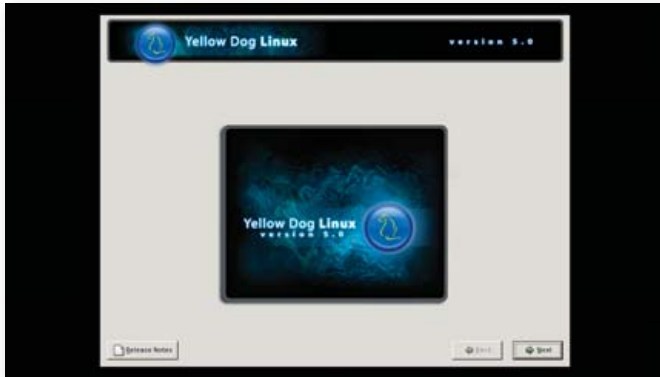 Yellow Dog Linux
version 5.0
Yellow Dog Linux
version 5.0
Release Notes
Back
Next